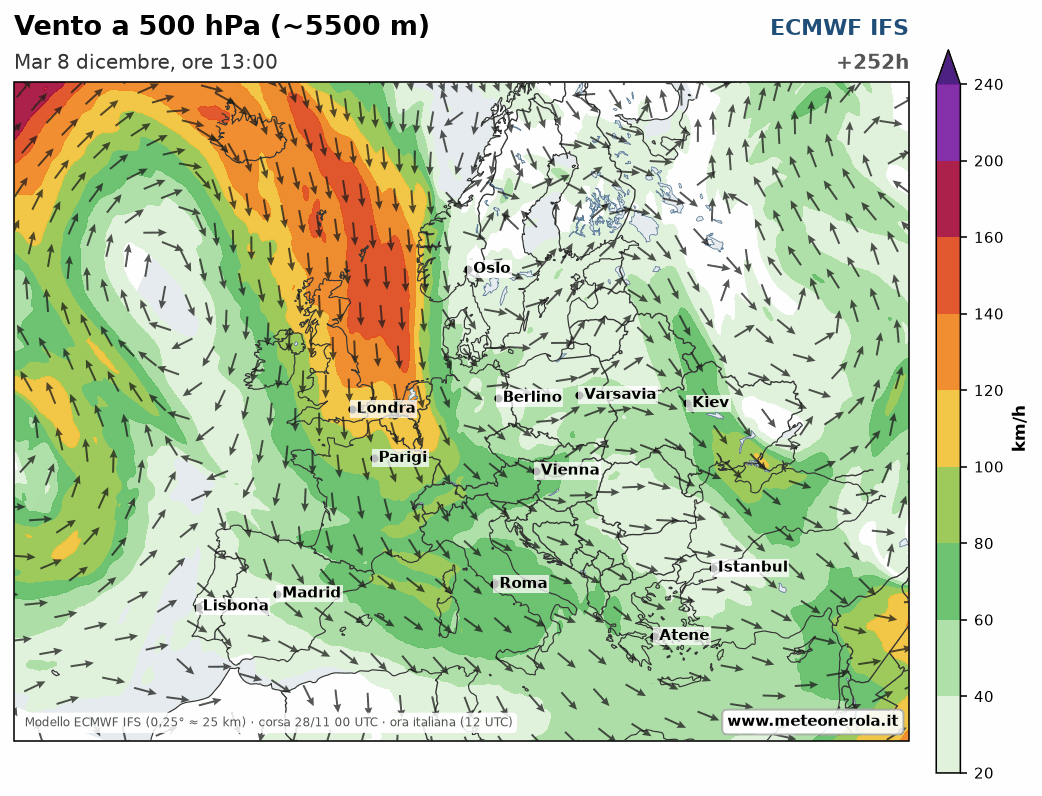 Vento a 500 hPa (~5500 m)
ECMWF IFS
Mar 8 dicembre, ore 13:00
+252h
240
200
160
140
120
100
80
60
40
20
km/h
Oslo
Berlino
Varsavia
Kiev
Londra
Parigi
Vienna
Istanbul
Roma
Madrid
Lisbona
Atene
Modello ECMWF IFS (0,25° ≈ 25 km) · corsa 28/11 00 UTC · ora italiana (12 UTC)
www.meteonerola.it